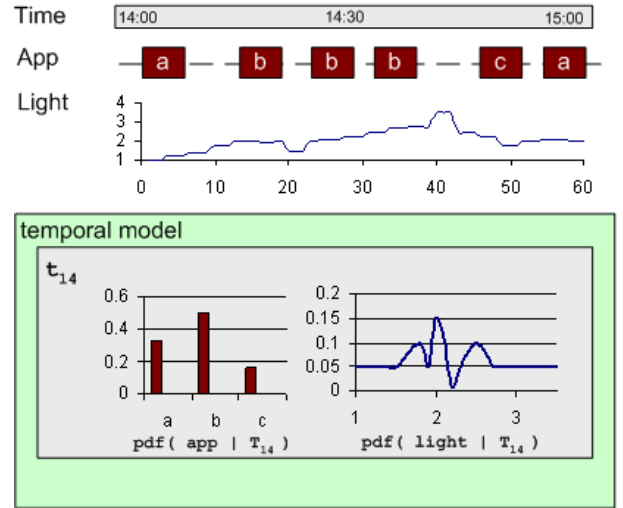 Time 14:00 14:30 15:00
App a b b b c a
Light
4
3
2
1
0 10 20 30 40 50 60
temporal model
t14
0.6
0.4
0.2
0
a b c
pdf( app | T14 )
0.2
0.15
0.1
0.05
0
1 2 3
pdf( light | T14 )